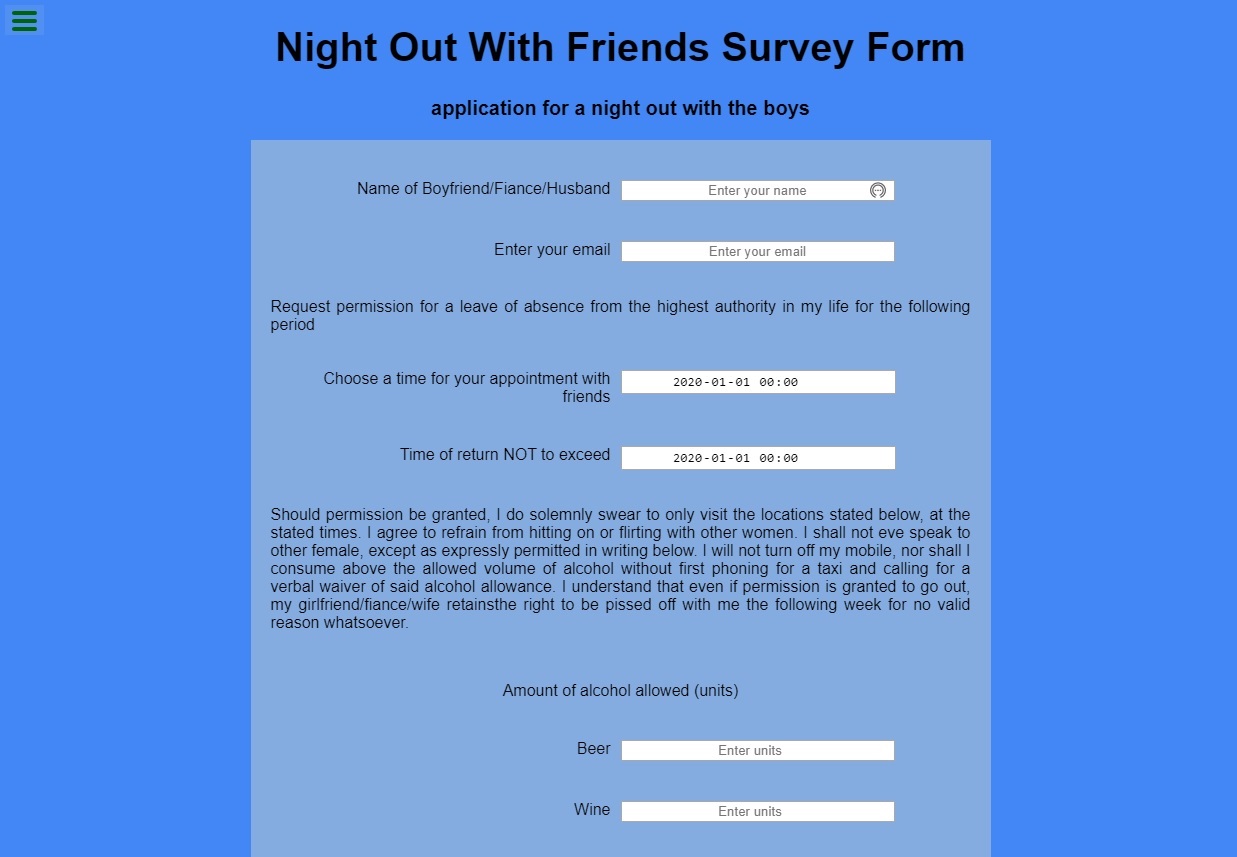 Night Out With Friends Survey Form
application for a night out with the boys
Name of Boyfriend/Fiance/Husband
Enter your name
Enter your email
Enter your email
Request permission for a leave of absence from the highest authority in my life for the following
period
Choose a time for your appointment with
friends
2020-01-01 00:00
Time of return NOT to exceed
2020-01-01 00:00
Should permission be granted, I do solemnly swear to only visit the locations stated below, at the
stated times. I agree to refrain from hitting on or flirting with other women. I shall not eve speak to
other female, except as expressly permitted in writing below. I will not turn off my mobile, nor shall I
consume above the allowed volume of alcohol without first phoning for a taxi and calling for a
verbal waiver of said alcohol allowance. I understand that even if permission is granted to go out,
my girlfriend/fiance/wife retainsthe right to be pissed off with me the following week for no valid
reason whatsoever.
Amount of alcohol allowed (units)
Beer
Enter units
Wine
Enter units